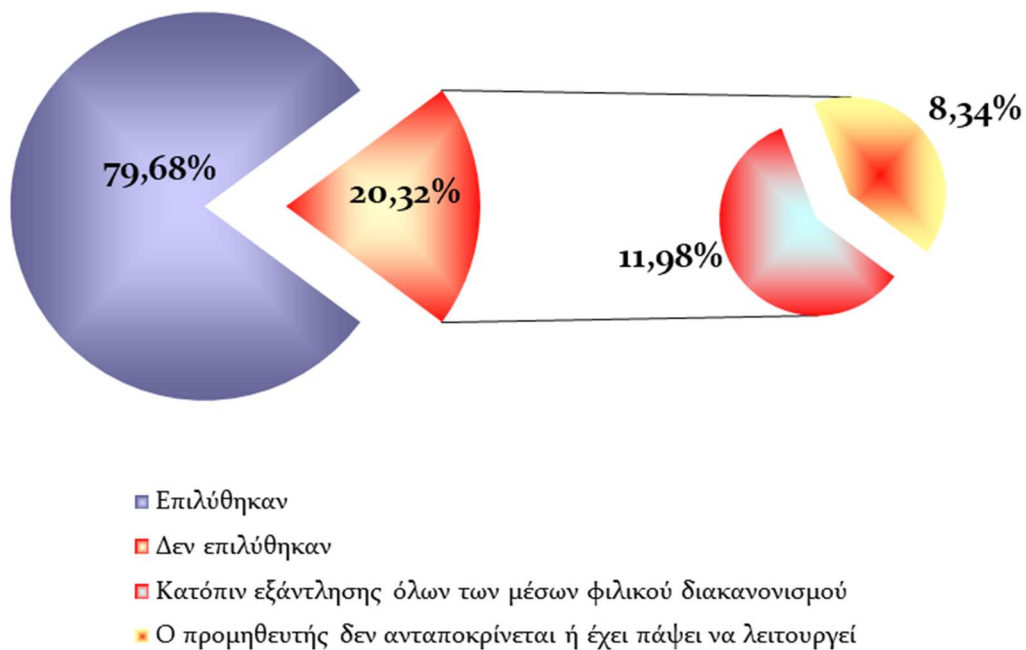 8,34%
79,68%
20,32%
11,98%
Επιλύθηκαν
Δεν επιλύθηκαν
Κατόπιν εξάντλησης όλων των μέσων φιλικού διακανονισμού
Ο προμηθευτής δεν ανταποκρίνεται ή έχει πάψει να λειτουργεί